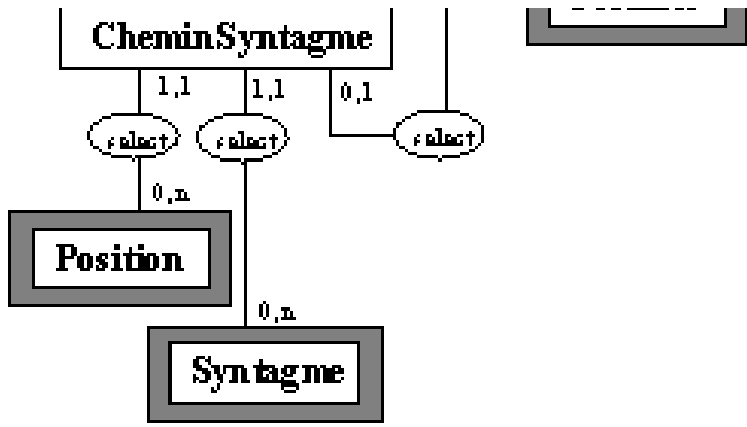 CheminSyntagme
1,1 1,1 0,1
select select select
0,n
Position
0,n
Syntagme